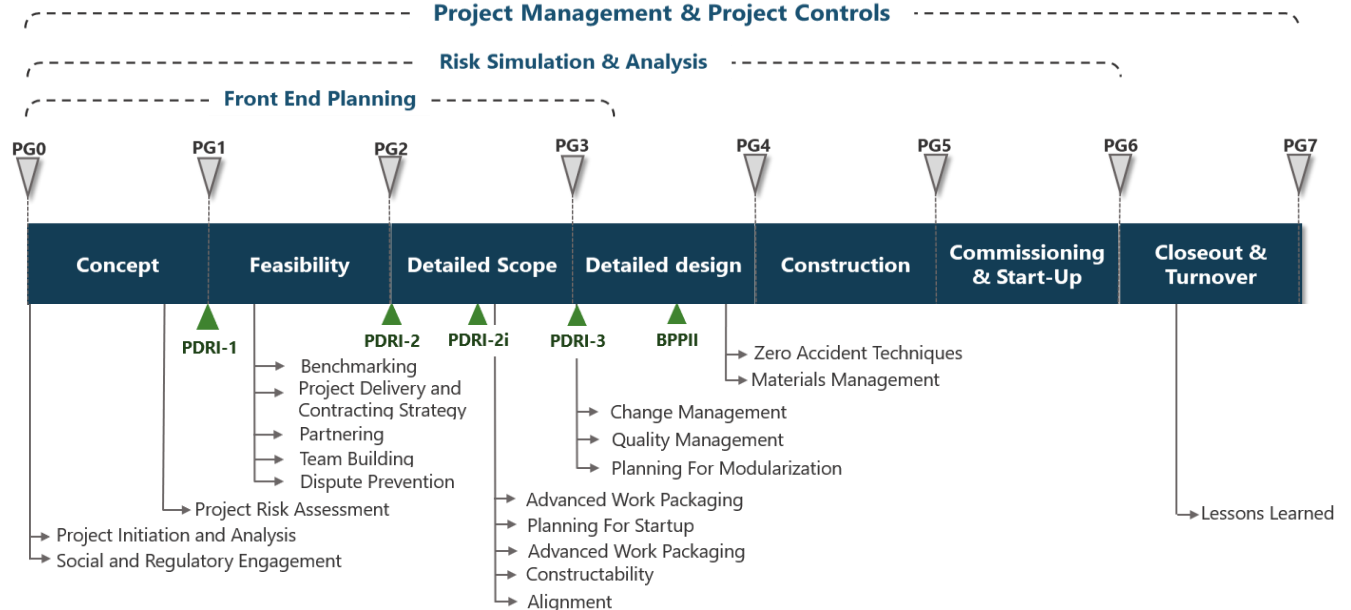 Project Management & Project Controls
Risk Simulation & Analysis
Front End Planning
PG0
PG1
PG2
PG3
PG4
PG5
PG6
PG7
Concept
Feasibility
Detailed Scope
Detailed design
Construction
Commissioning
& Start-Up
Closeout &
Turnover
PDRI-1
PDRI-2
PDRI-2i
PDRI-3
BPPII
Project Initiation and Analysis
Social and Regulatory Engagement
Project Risk Assessment
Benchmarking
Project Delivery and
Contracting Strategy
Partnering
Team Building
Dispute Prevention
Advanced Work Packaging
Planning For Startup
Advanced Work Packaging
Constructability
Alignment
Change Management
Quality Management
Planning For Modularization
Zero Accident Techniques
Materials Management
Lessons Learned